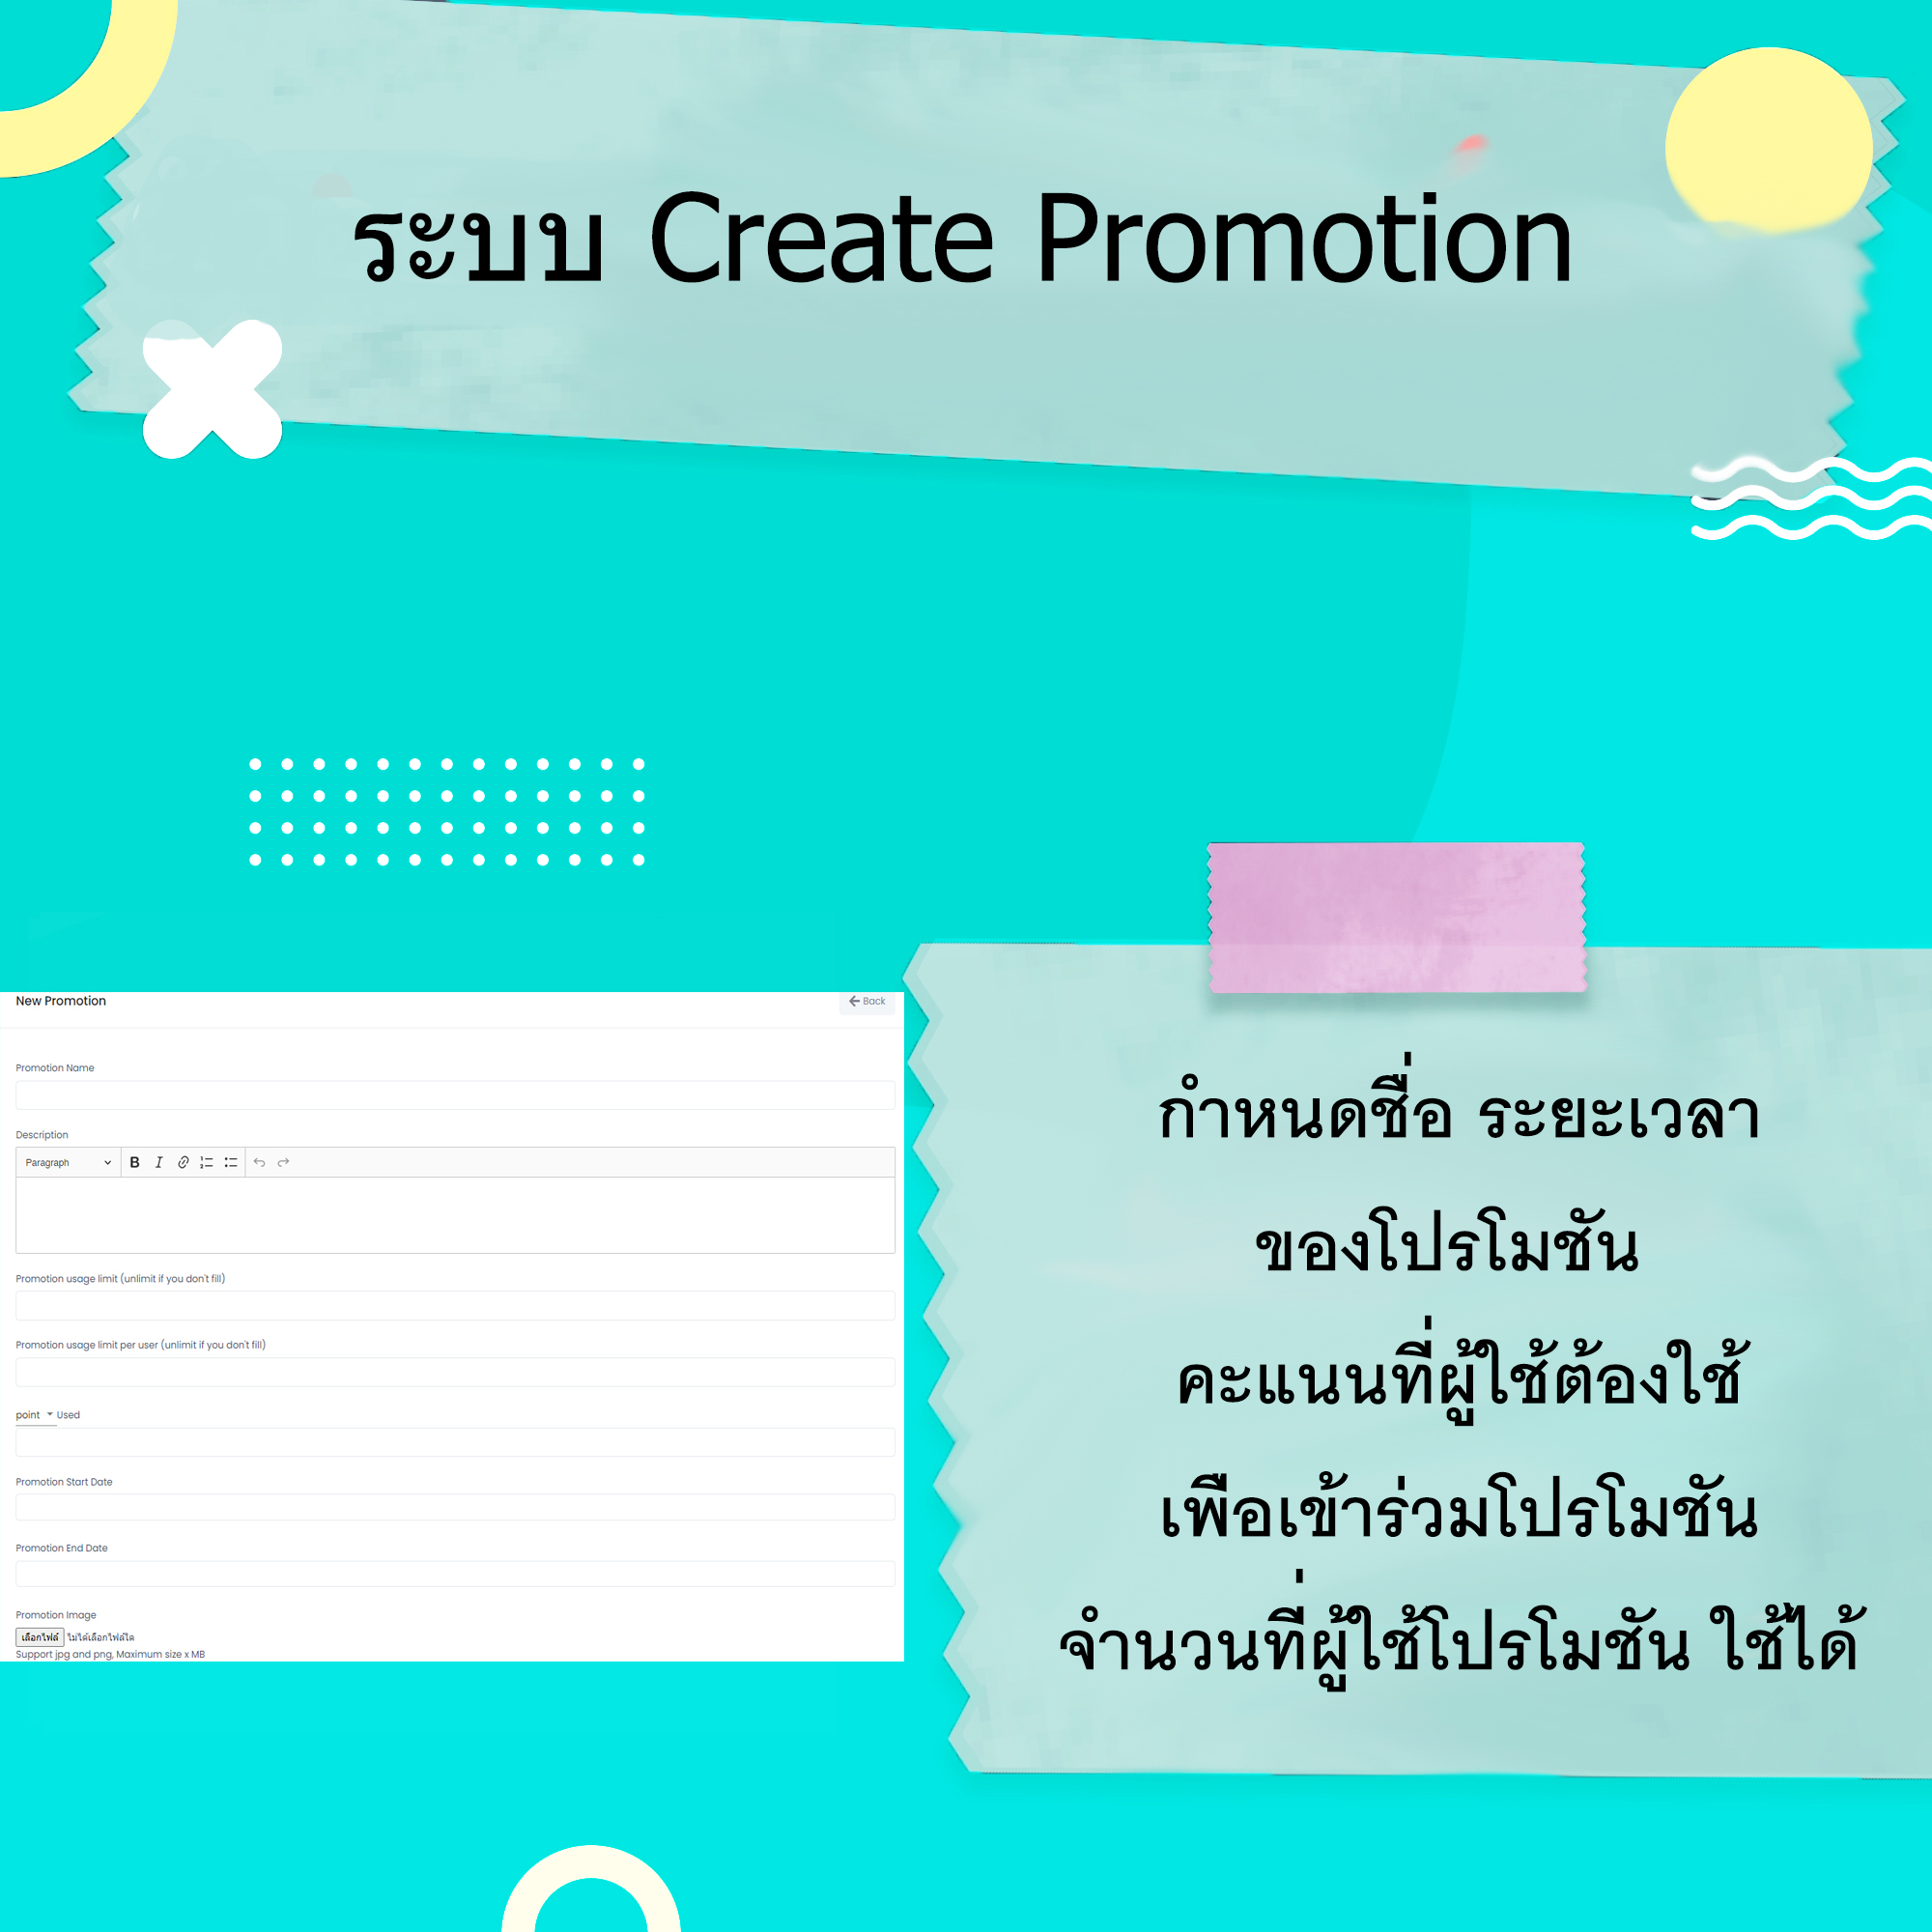 ระบบ Create Promotion
New Promotion
Back
Promotion Name
Description
Paragraph
B I
Promotion usage limit (unlimit if you don't fill)
Promotion usage limit per user (unlimit if you don't fill)
point Used
Promotion Start Date
Promotion End Date
Promotion Image
เลือกไฟล์ ไม่ได้เลือกไฟล์ใด
Support jpg and png, Maximum size x MB
กำหนดชื่อ ระยะเวลา
ของโปรโมชัน
คะแนนที่ผู้ใช้ต้องใช้
เพือเข้าร่วมโปรโมชัน
จำนวนที่ผู้ใช้โปรโมชัน ใช้ได้